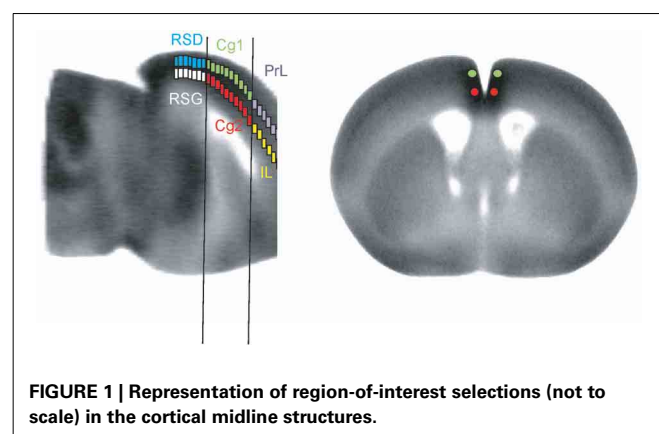 RSD
Cg1
PrL
RSG
Cg2
IL
FIGURE 1 | Representation of region-of-interest selections (not to
scale) in the cortical midline structures.